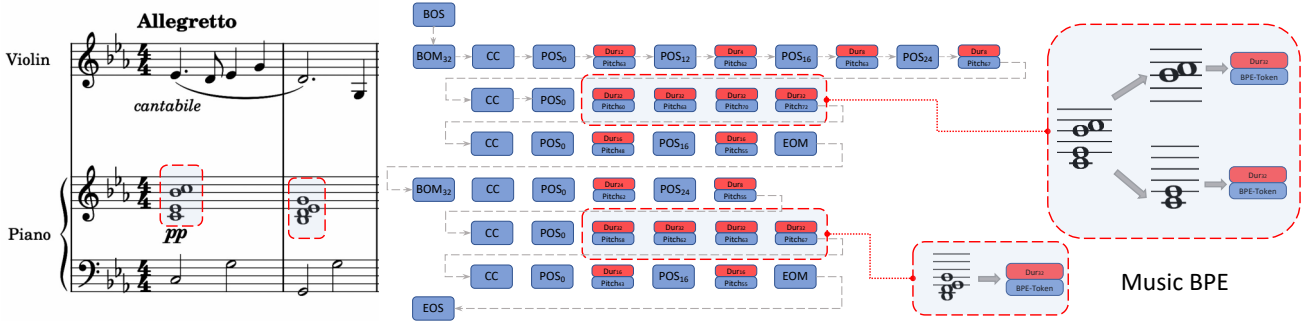 Allegretto
Violin
cantabile
Piano
pp
BOS
BOM32 CC POS0 Dur12 Pitch63 POS12 Dur4 Pitch62 POS16 Dur8 Pitch63 POS24 Dur8 Pitch67
CC POS0 Dur32 Pitch60 Dur32 Pitch63 Dur32 Pitch70 Dur32 Pitch72
CC POS0 Dur16 Pitch48 POS16 Dur16 Pitch55 EOM
BOM32 CC POS0 Dur24 Pitch62 POS24 Dur8 Pitch55
CC POS0 Dur32 Pitch58 Dur32 Pitch62 Dur32 Pitch63 Dur32 Pitch67
CC POS0 Dur16 Pitch43 POS16 Dur16 Pitch55 EOM
EOS
Dur32
BPE-Token
Dur32
BPE-Token
Dur32
BPE-Token
Music BPE